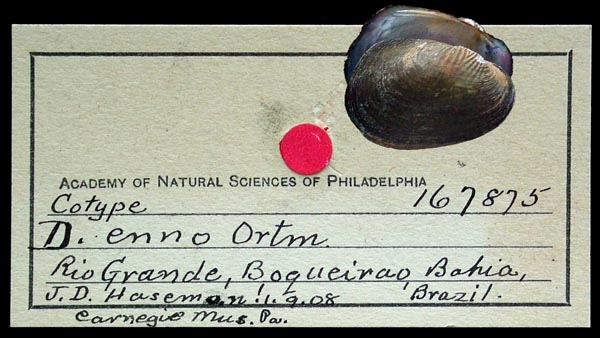 ACADEMY OF NATURAL SCIENCES OF PHILADELPHIA
Cotype 167875
D. enno Ortm.
Rio Grande, Boqueirao, Bahia,
J. D. Haseman. 1. 9. 08 Brazil.
Carnegie Mus. Pa.